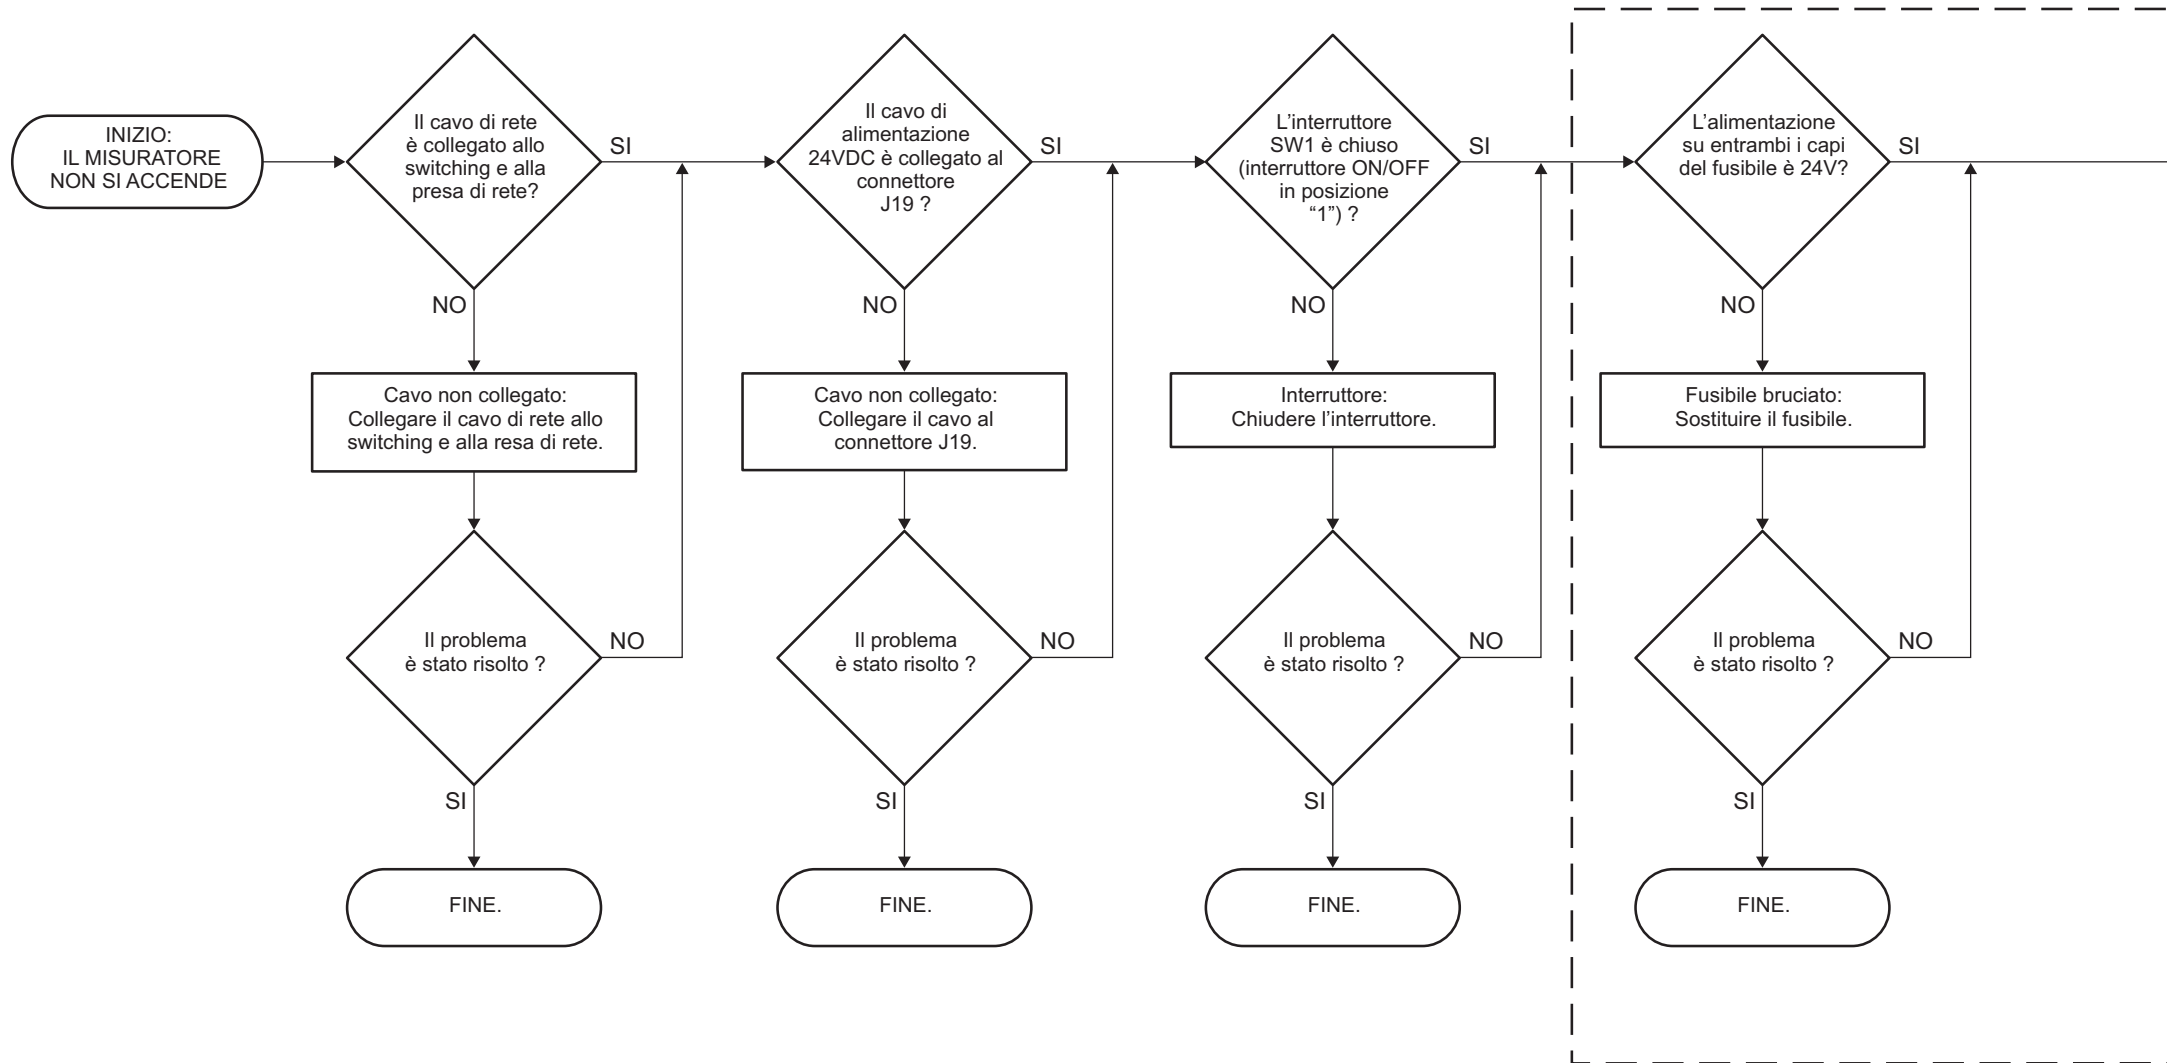 INIZIO:
IL MISURATORE
NON SI ACCENDE
Il cavo di rete
è collegato allo
switching e alla
presa di rete?
SI
NO
Cavo non collegato:
Collegare il cavo di rete allo
switching e alla resa di rete.
Il problema
è stato risolto ?
NO
SI
FINE.
Il cavo di
alimentazione
24VDC è collegato al
connettore
J19 ?
SI
NO
Cavo non collegato:
Collegare il cavo al
connettore J19.
Il problema
è stato risolto ?
NO
SI
FINE.
L’interruttore
SW1 è chiuso
(interruttore ON/OFF
in posizione
“1”) ?
SI
NO
Interruttore:
Chiudere l’interruttore.
Il problema
è stato risolto ?
NO
SI
FINE.
L’alimentazione
su entrambi i capi
del fusibile è 24V?
SI
NO
Fusibile bruciato:
Sostituire il fusibile.
Il problema
è stato risolto ?
NO
SI
FINE.